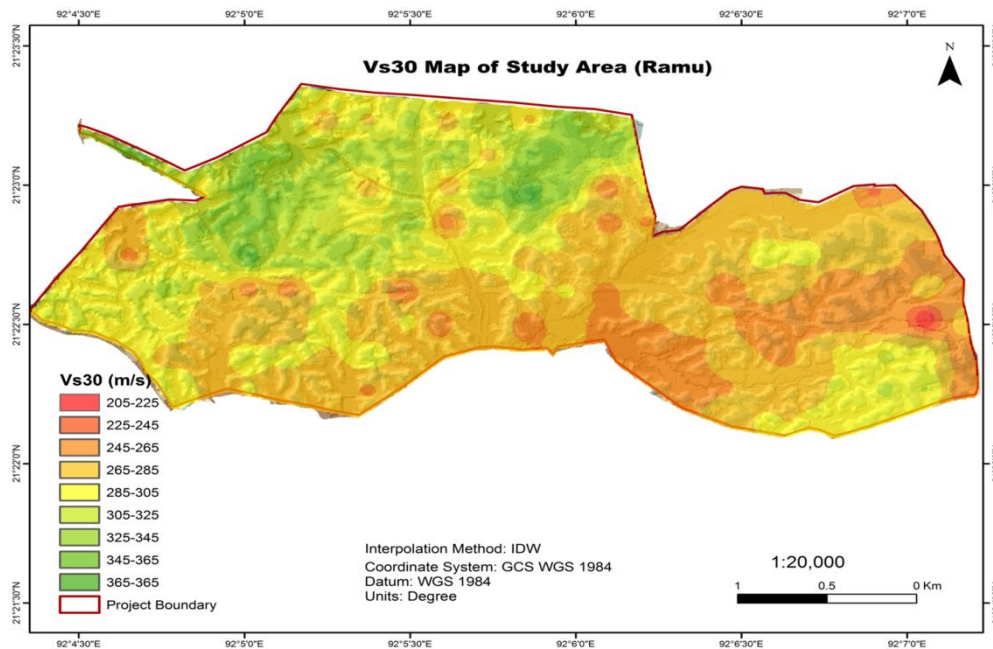 92°4'30"E 92°5'0"E 92°5'30"E 92°6'0"E 92°6'30"E 92°7'0"E
21°23'30"N
Vs30 Map of Study Area (Ramu)
N
21°23'0"N
21°22'30"N
Vs30 (m/s)
205-225
225-245
245-265
265-285
285-305
305-325
325-345
345-365
365-365
Project Boundary
21°22'0"N
Interpolation Method: IDW
Coordinate System: GCS WGS 1984
Datum: WGS 1984
Units: Degree
1:20,000
1 0.5 0 Km
21°21'30"N
92°4'30"E 92°5'0"E 92°5'30"E 92°6'0"E 92°6'30"E 92°7'0"E